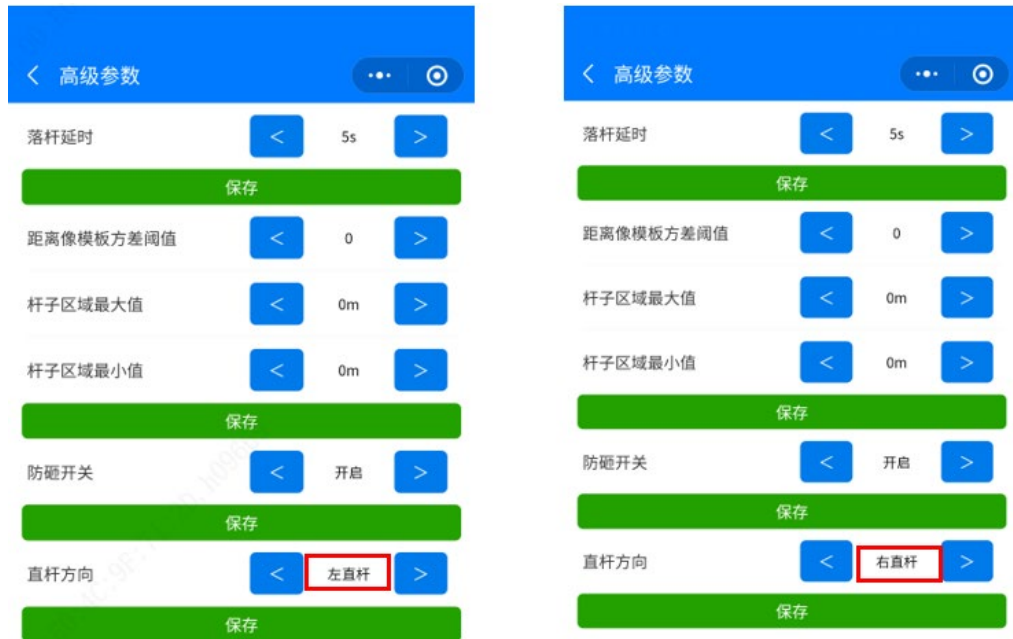 高级参数
落杆延时 < 5s >
保存
距离像模板方差阈值 < 0 >
杆子区域最大值 < 0m >
杆子区域最小值 < 0m >
保存
防砸开关 < 开启 >
保存
直杆方向 < 左直杆 >
保存
高级参数
落杆延时 < 5s >
保存
距离像模板方差阈值 < 0 >
杆子区域最大值 < 0m >
杆子区域最小值 < 0m >
保存
防砸开关 < 开启 >
保存
直杆方向 < 右直杆 >
保存